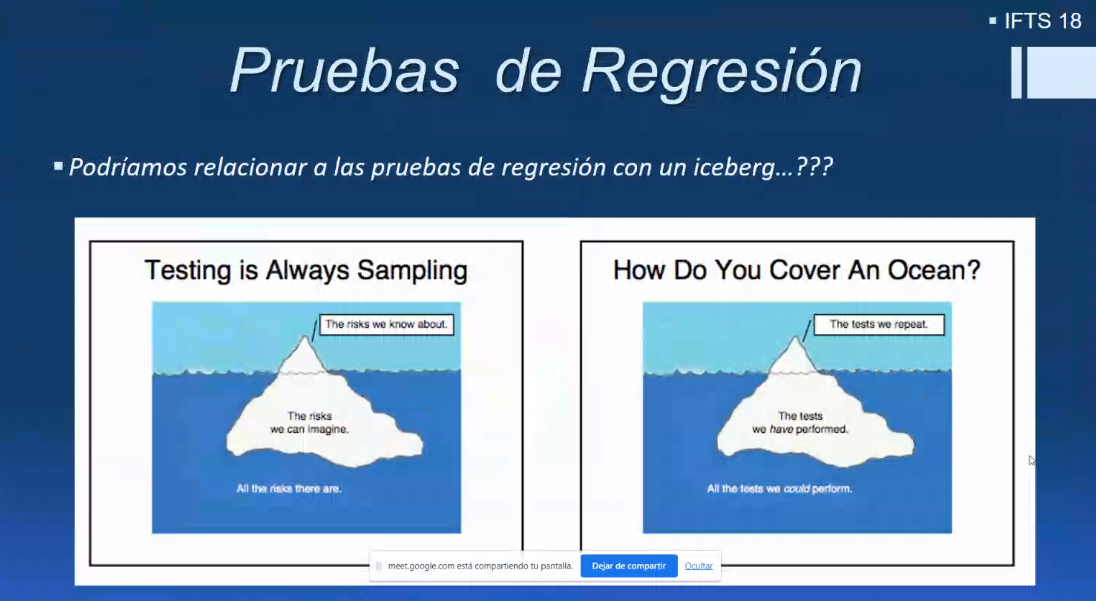 ▪ IFTS 18
Pruebas de Regresión
▪ Podríamos relacionar a las pruebas de regresión con un iceberg...???
Testing is Always Sampling
The risks we know about.
The risks
we can imagine.
All the risks there are.
How Do You Cover An Ocean?
The tests we repeat.
The tests
we have performed.
All the tests we could perform.
meet.google.com está compartiendo tu pantalla.
Dejar de compartir
Ocultar